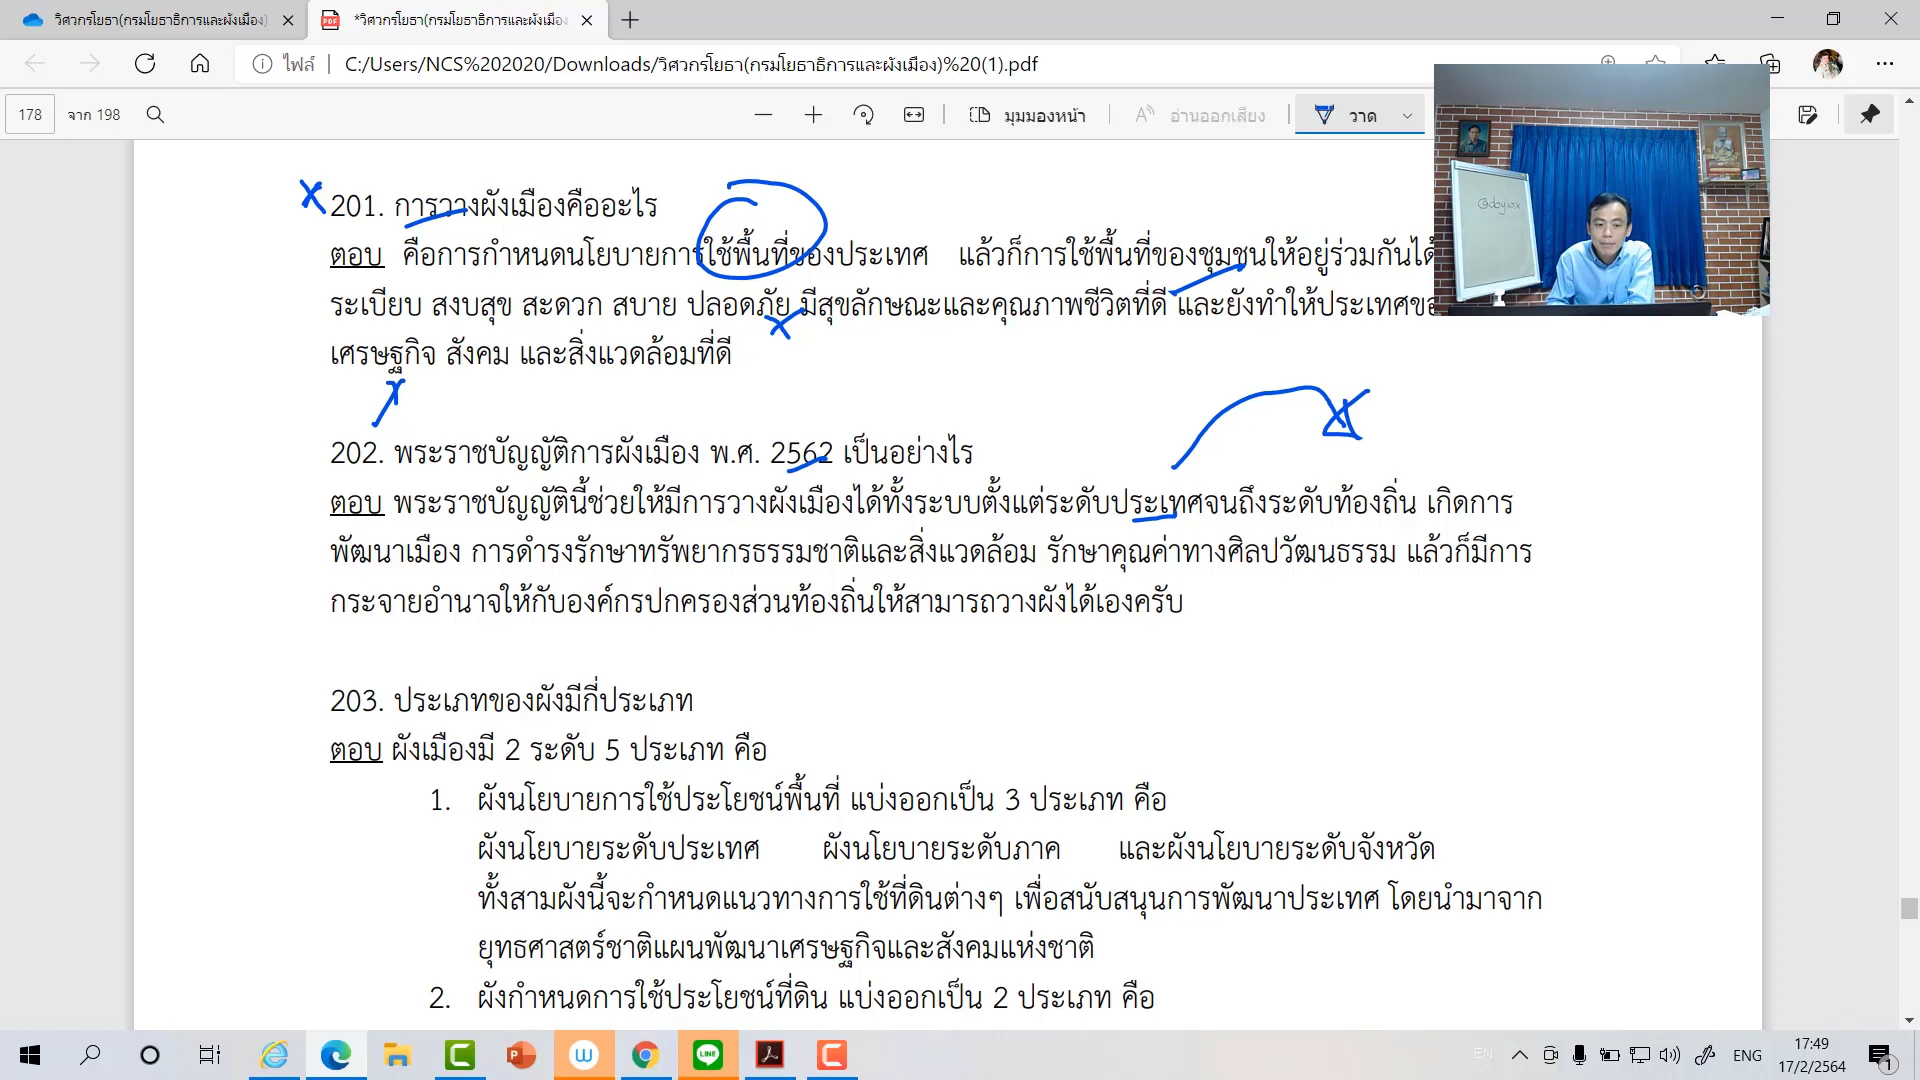 วิศวกรโยธา(กรมโยธาธิการและผังเมือง)
*วิศวกรโยธา(กรมโยธาธิการและผังเมือง
ไฟล์ C:/Users/NCS%202020/Downloads/วิศวกรโยธา(กรมโยธาธิการและผังเมือง)%20(1).pdf
178 จาก 198 มุมมองหน้า อ่านออกเสียง วาด
201. การวางผังเมืองคืออะไร
ตอบ คือการกำหนดนโยบายการใช้พื้นที่ของประเทศ แล้วก็การใช้พื้นที่ของชุมชนให้อยู่ร่วมกันได้
ระเบียบ สงบสุข สะดวก สบาย ปลอดภัย มีสุขลักษณะและคุณภาพชีวิตที่ดี และยังทำให้ประเทศ
เศรษฐกิจ สังคม และสิ่งแวดล้อมที่ดี
202. พระราชบัญญัติการผังเมือง พ.ศ. 2562 เป็นอย่างไร
ตอบ พระราชบัญญัตินี้ช่วยให้มีการวางผังเมืองได้ทั้งระบบตั้งแต่ระดับประเทศจนถึงระดับท้องถิ่น เกิดการ
พัฒนาเมือง การดำรงรักษาทรัพยากรธรรมชาติและสิ่งแวดล้อม รักษาคุณค่าทางศิลปวัฒนธรรม แล้วก็มีการ
กระจายอำนาจให้กับองค์กรปกครองส่วนท้องถิ่นให้สามารถวางผังได้เองครับ
203. ประเภทของผังมีกี่ประเภท
ตอบ ผังเมืองมี 2 ระดับ 5 ประเภท คือ
1. ผังนโยบายการใช้ประโยชน์พื้นที่ แบ่งออกเป็น 3 ประเภท คือ
ผังนโยบายระดับประเทศ ผังนโยบายระดับภาค และผังนโยบายระดับจังหวัด
ทั้งสามผังนี้จะกำหนดแนวทางการใช้ที่ดินต่างๆ เพื่อสนับสนุนการพัฒนาประเทศ โดยนำมาจาก
ยุทธศาสตร์ชาติแผนพัฒนาเศรษฐกิจและสังคมแห่งชาติ
2. ผังกำหนดการใช้ประโยชน์ที่ดิน แบ่งออกเป็น 2 ประเภท คือ
EN ENG 17:49
17/2/2564 1